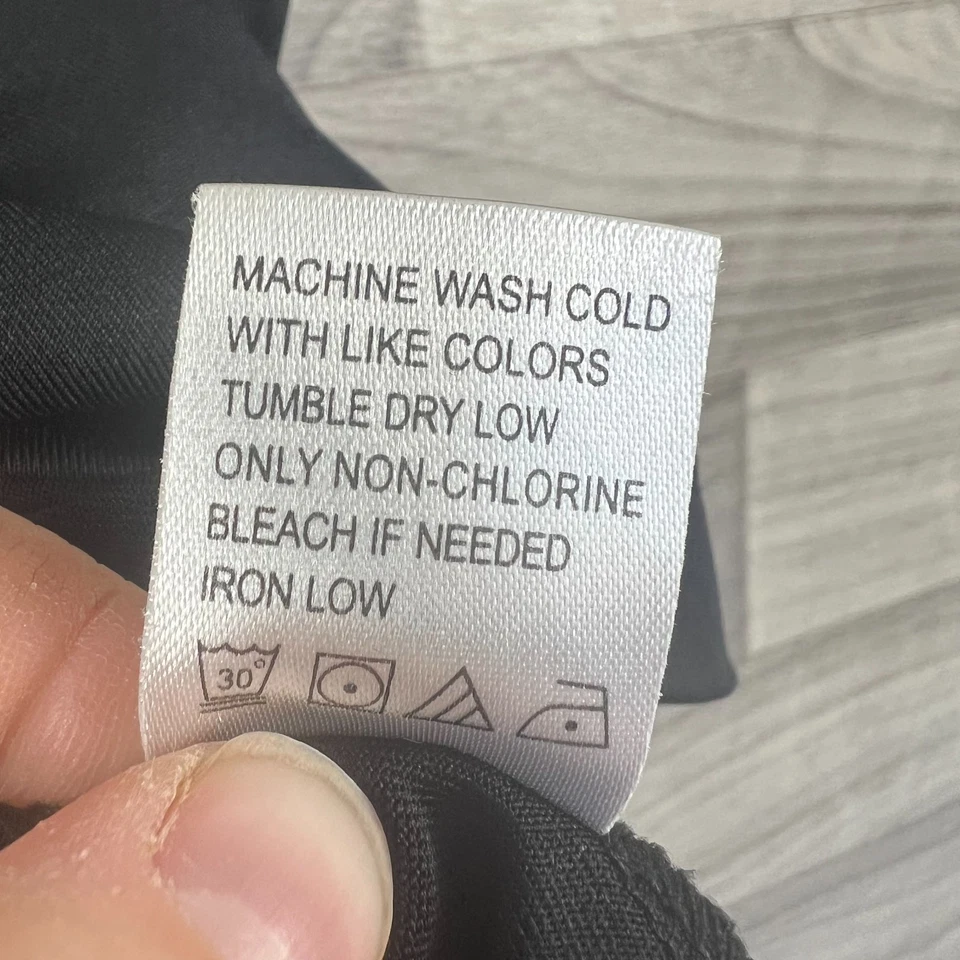 MACHINE WASH COLD
WITH LIKE COLORS
TUMBLE DRY LOW
ONLY NON-CHLORINE
BLEACH IF NEEDED
IRON LOW
30°